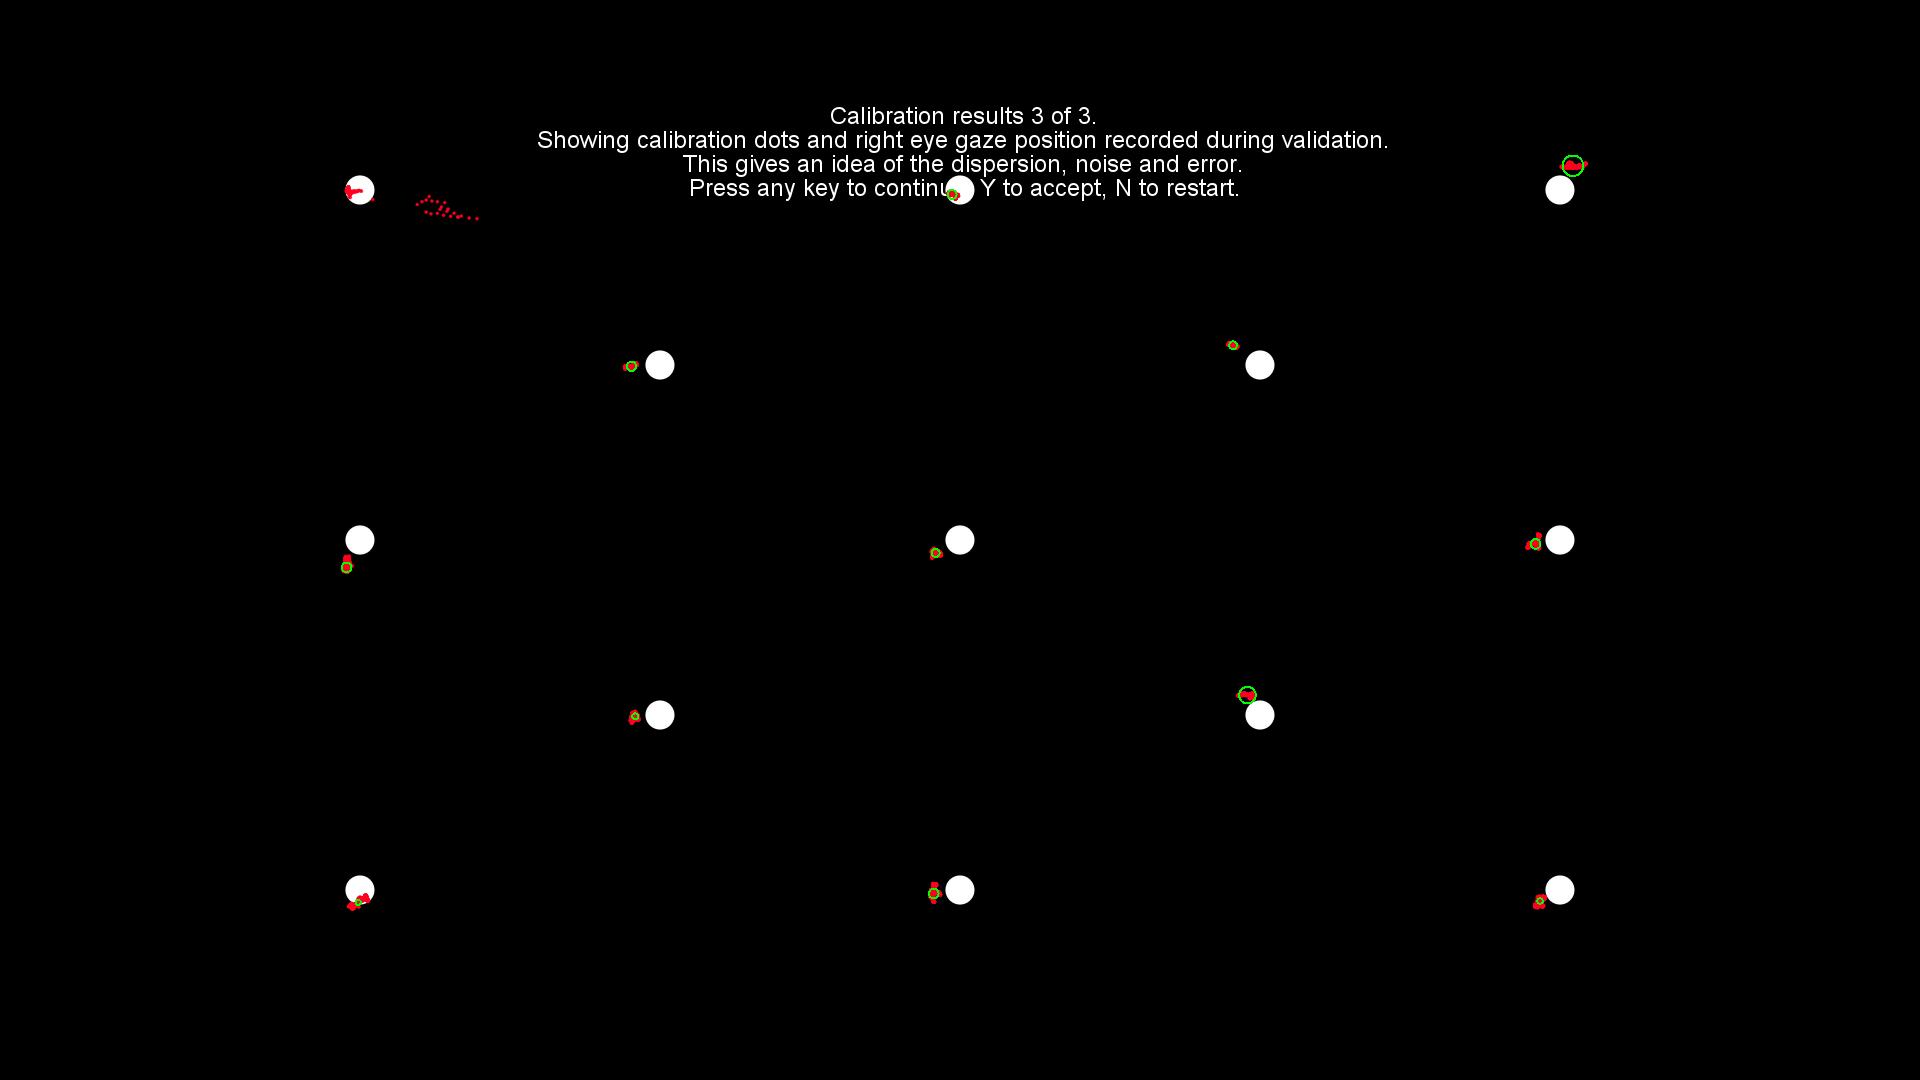 Calibration results 3 of 3.
Showing calibration dots and right eye gaze position recorded during validation.
This gives an idea of the dispersion, noise and error.
Press any key to continu Y to accept, N to restart.